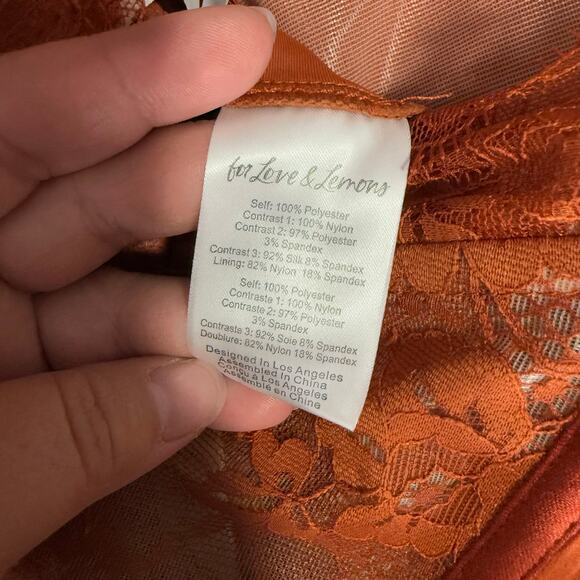 for Love & Lemons
Self: 100% Polyester
Contrast 1: 100% Nylon
Contrast 2: 97% Polyester
3% Spandex
Contrast 3: 92% Silk 8% Spandex
Lining: 82% Nylon 18% Spandex
Self: 100% Polyester
Contraste 1: 100% Nylon
Contraste 2: 97% Polyester
3% Spandex
Contraste 3: 92% Soie 8% Spandex
Doublure: 82% Nylon 18% Spandex
Designed In Los Angeles
Assembled In China
Conçu à Los Angeles
Assemblé en Chine